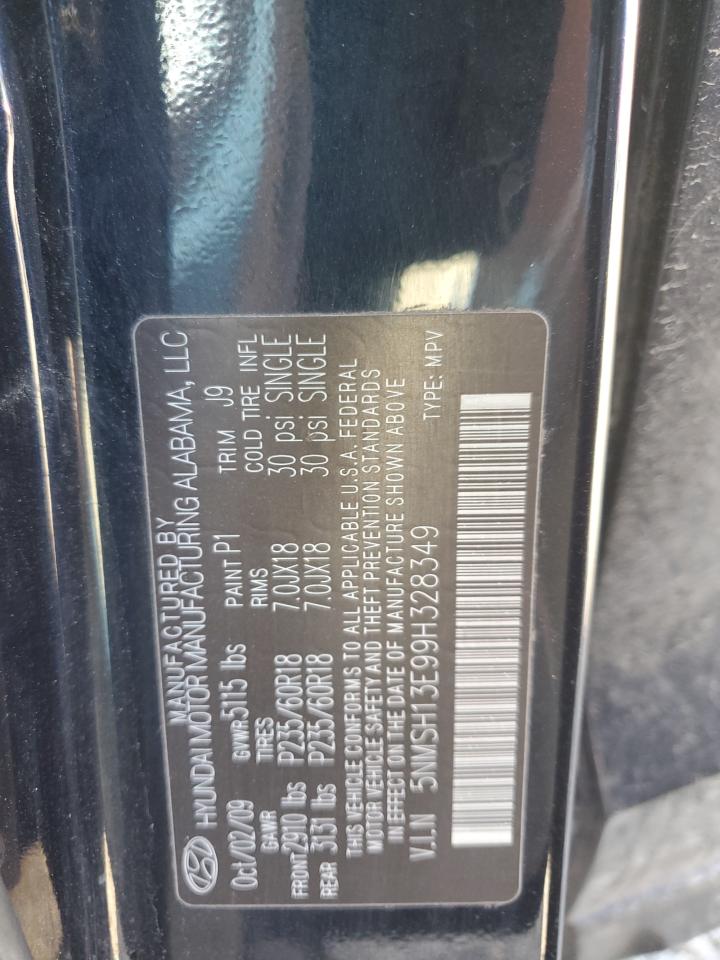 MANUFACTURED BY
HYUNDAI MOTOR MANUFACTURING ALABAMA, LLC
Oct/02/09 GVWR 5115 lbs PAINT P1 TRIM J9
GAWR TIRES RIMS COLD TIRE INFL
FRONT 2910 lbs P235/60R18 7.0JX18 30 psi SINGLE
REAR 3131 lbs P235/60R18 7.0JX18 30 psi SINGLE
THIS VEHICLE CONFORMS TO ALL APPLICABLE U.S.A. FEDERAL
MOTOR VEHICLE SAFETY AND THEFT PREVENTION STANDARDS
IN EFFECT ON THE DATE OF MANUFACTURE SHOWN ABOVE
V.I.N 5NMSH13E99H328349 TYPE: MPV